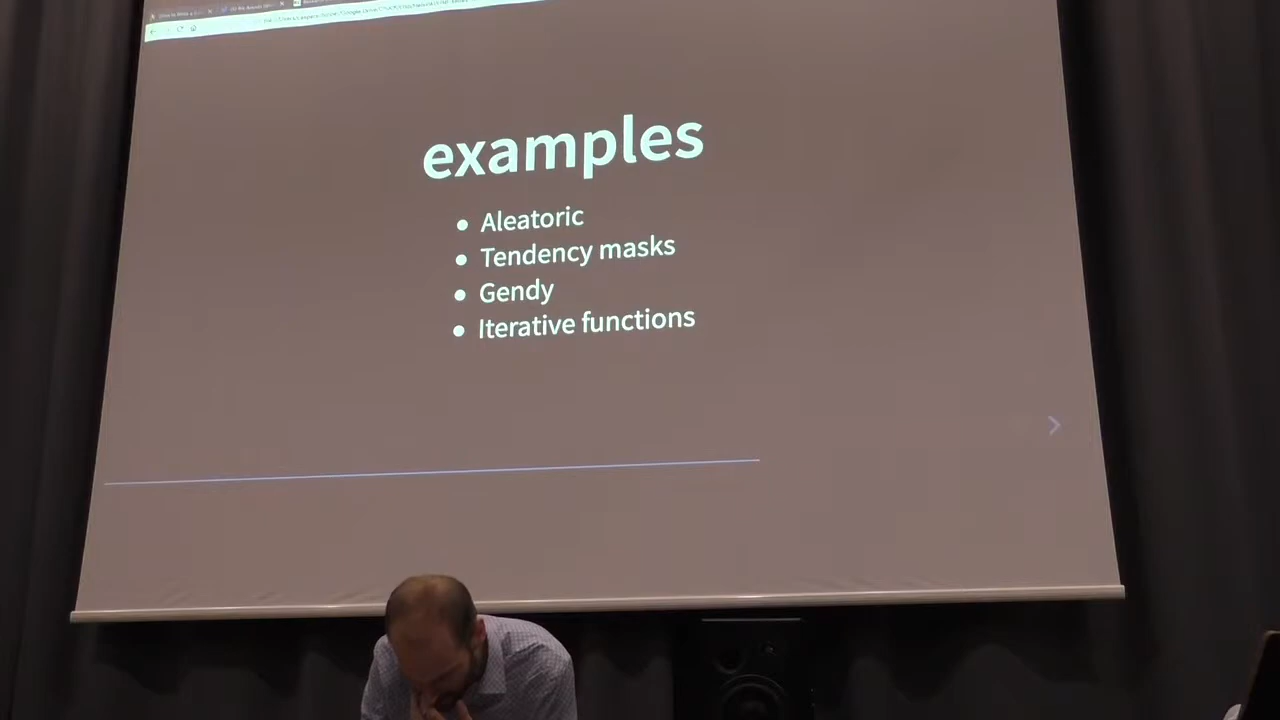 examples
Aleatoric
Tendency masks
Gendy
Iterative functions